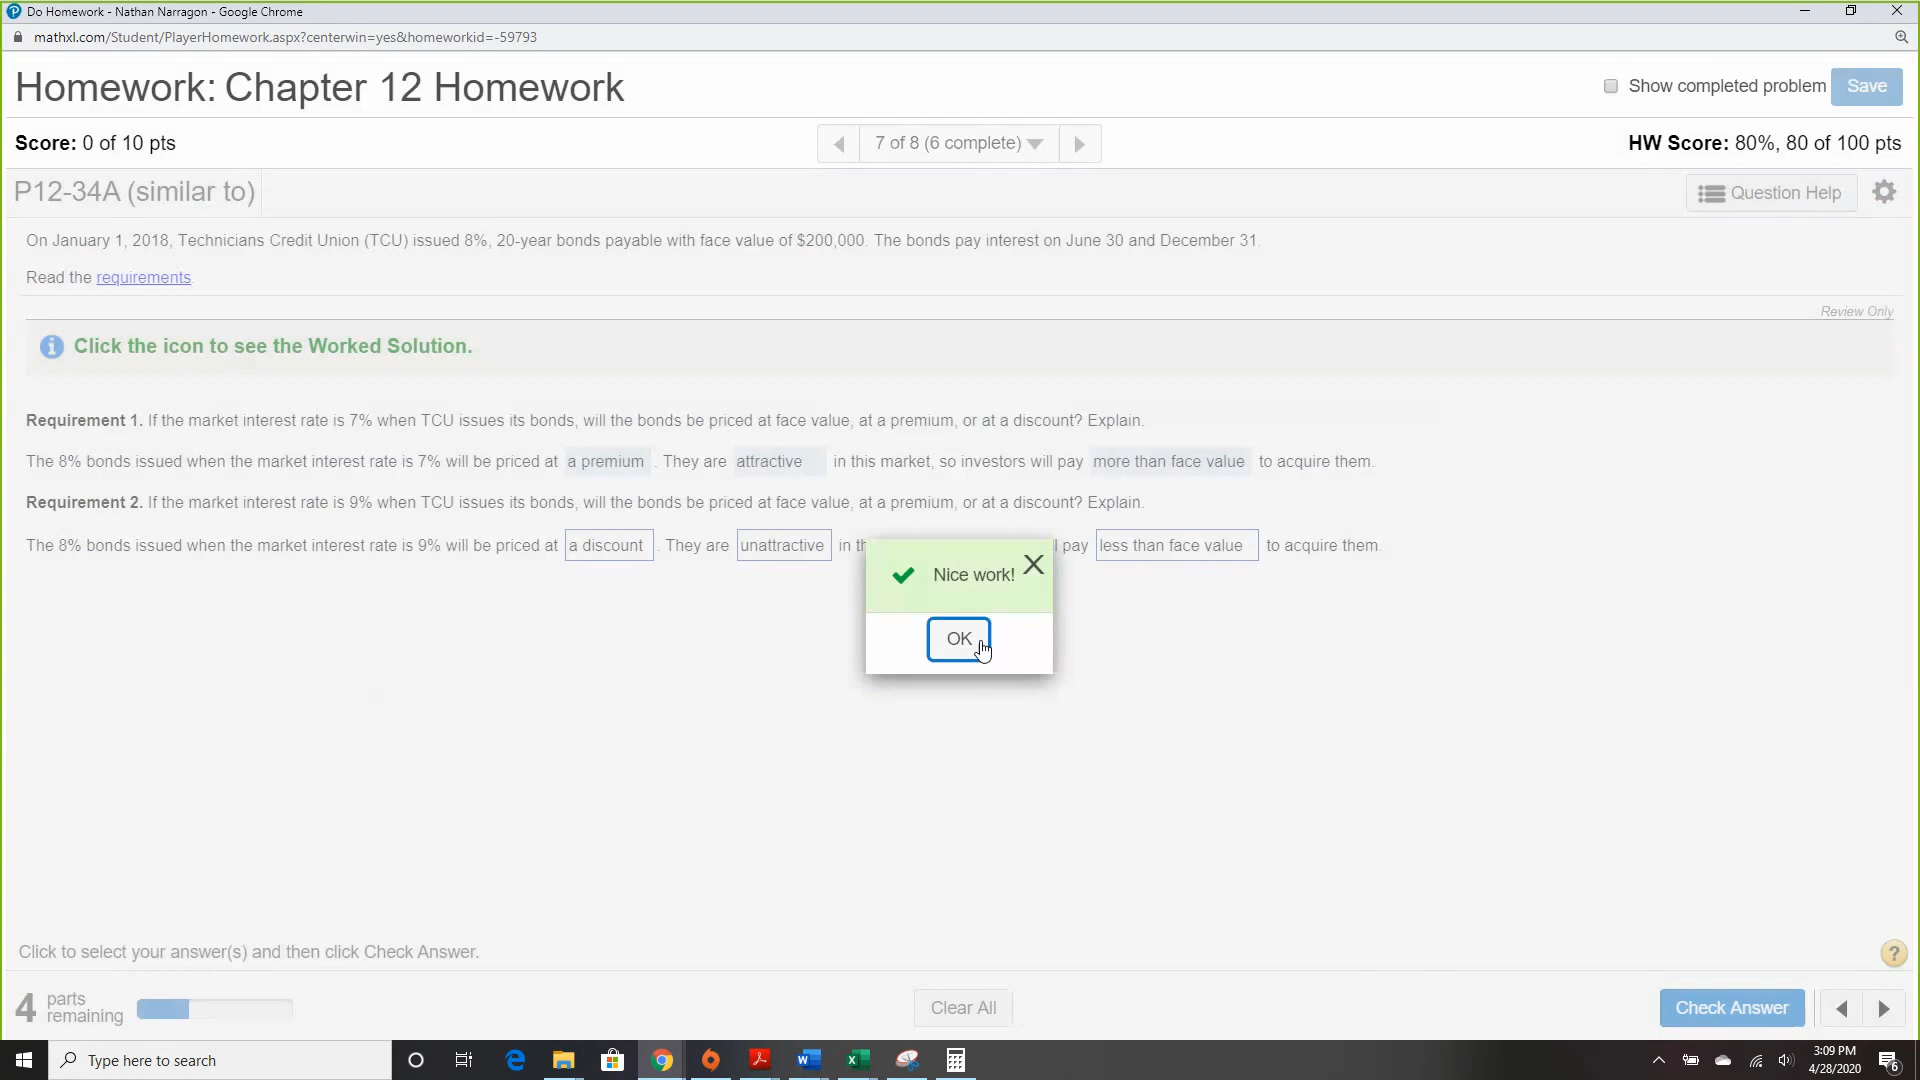 Do Homework - Nathan Narragon - Google Chrome
mathxl.com/Student/PlayerHomework.aspx?centerwin=yes&homeworkid=-59793
Homework: Chapter 12 Homework
Show completed problem
Save
Score: 0 of 10 pts
7 of 8 (6 complete)
HW Score: 80%, 80 of 100 pts
P12-34A (similar to)
Question Help
On January 1, 2018, Technicians Credit Union (TCU) issued 8%, 20-year bonds payable with face value of $200,000. The bonds pay interest on June 30 and December 31.
Read the requirements.
Review Only
Click the icon to see the Worked Solution.
Requirement 1. If the market interest rate is 7% when TCU issues its bonds, will the bonds be priced at face value, at a premium, or at a discount? Explain.
The 8% bonds issued when the market interest rate is 7% will be priced at a premium . They are attractive in this market, so investors will pay more than face value to acquire them.
Requirement 2. If the market interest rate is 9% when TCU issues its bonds, will the bonds be priced at face value, at a premium, or at a discount? Explain.
The 8% bonds issued when the market interest rate is 9% will be priced at a discount . They are unattractive in pay less than face value to acquire them.
Nice work!
OK
Click to select your answer(s) and then click Check Answer.
?
4 parts remaining
Clear All
Check Answer
Type here to search
3:09 PM
4/28/2020
6